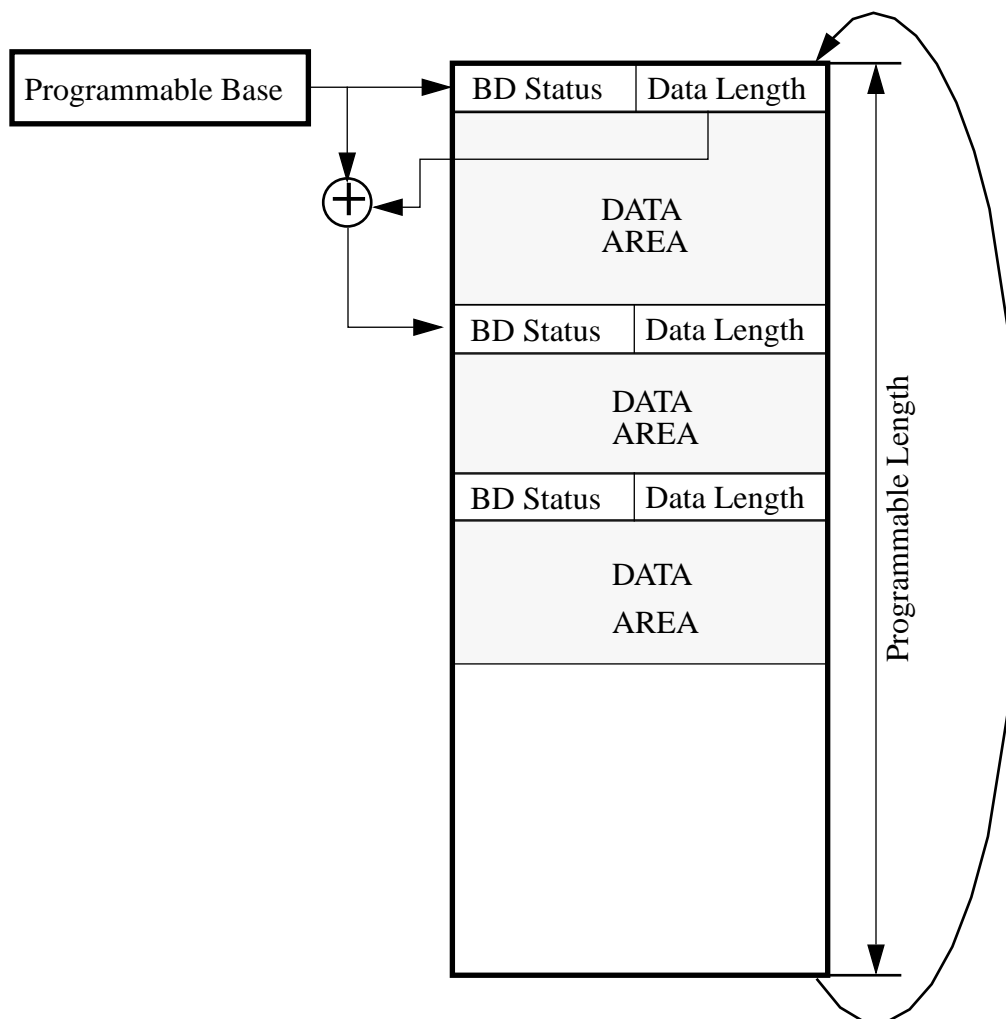 Programmable Base
BD Status
Data Length
DATA
AREA
BD Status
Data Length
DATA
AREA
BD Status
Data Length
DATA
AREA
Programmable Length